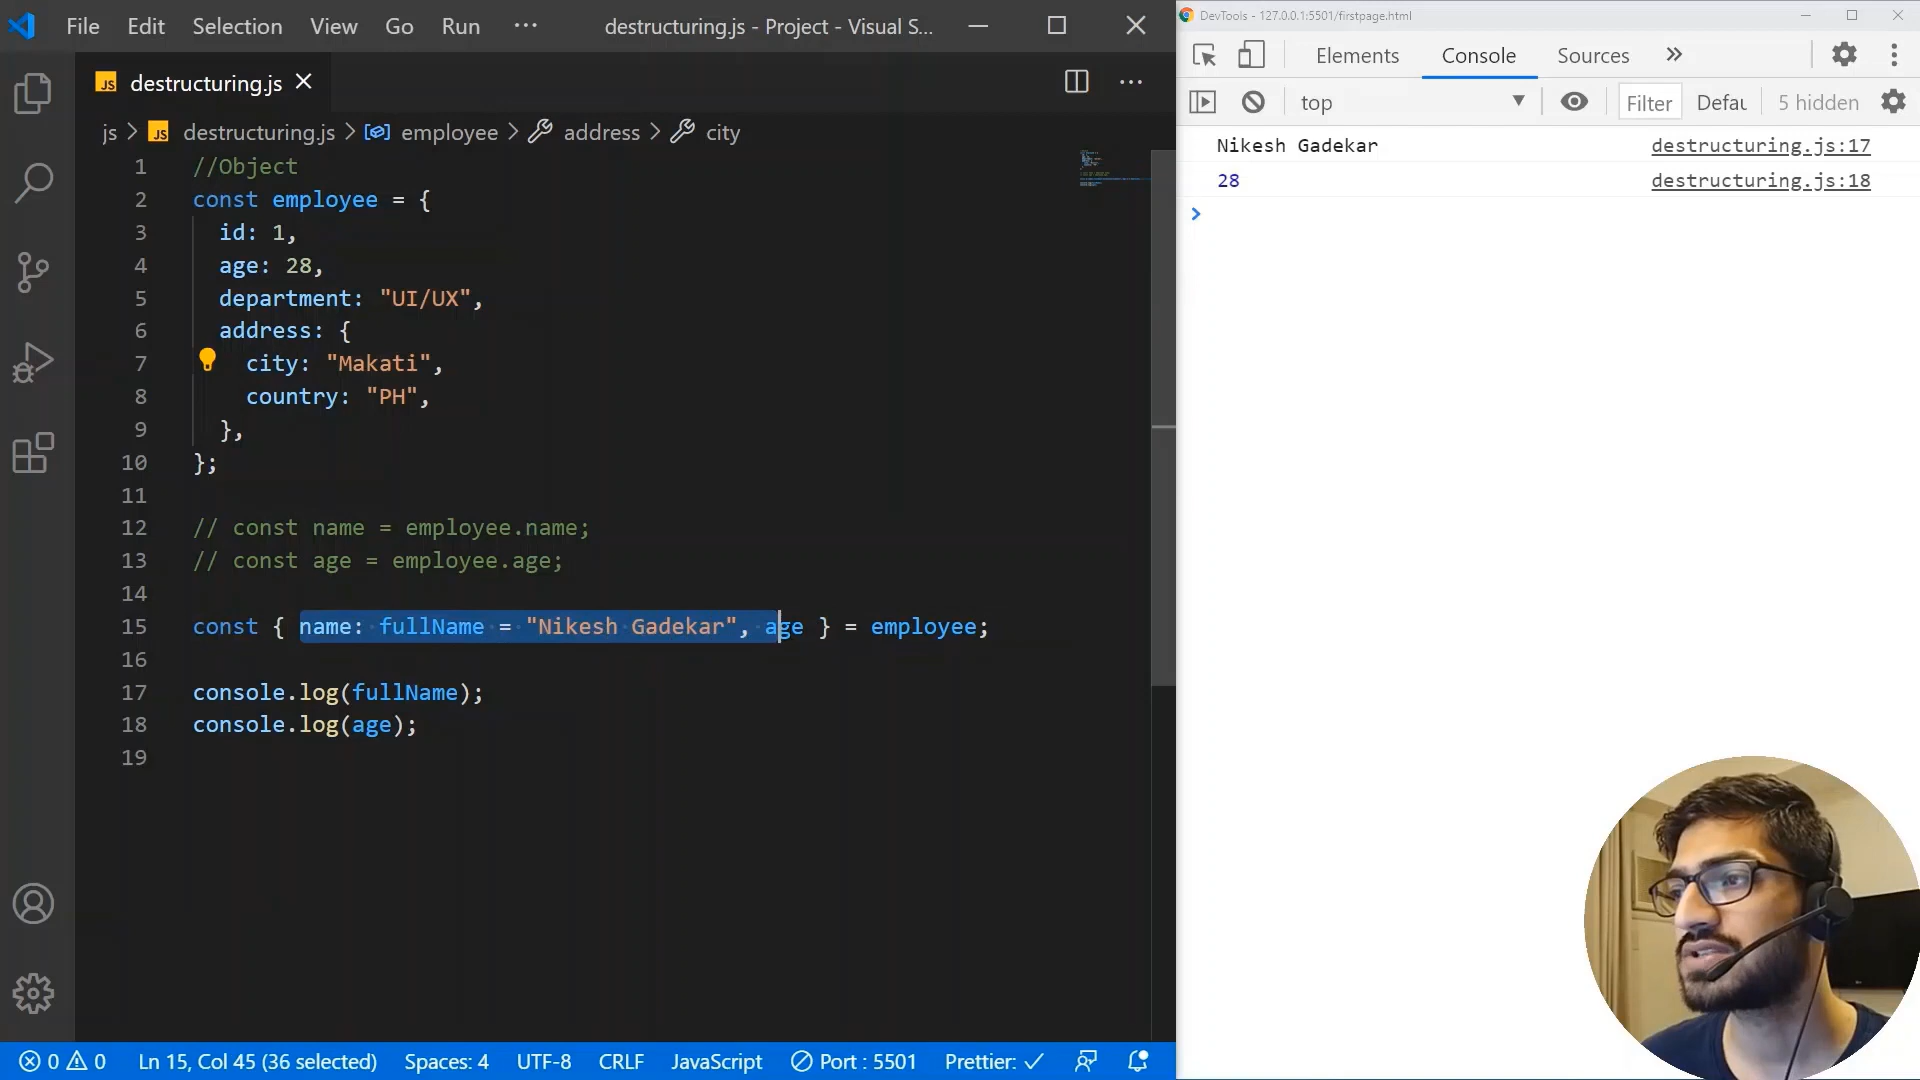 File Edit Selection View Go Run ··· destructuring.js - Project - Visual S...
JS destructuring.js
js > JS destructuring.js > employee > address > city
1 //Object
2 const employee = {
3 id: 1,
4 age: 28,
5 department: "UI/UX",
6 address: {
7 city: "Makati",
8 country: "PH",
9 },
10 };
11
12 // const name = employee.name;
13 // const age = employee.age;
14
15 const { name: fullName = "Nikesh Gadekar", age } = employee;
16
17 console.log(fullName);
18 console.log(age);
19
0 0 Ln 15, Col 45 (36 selected) Spaces: 4 UTF-8 CRLF JavaScript Port : 5501 Prettier: ✓
DevTools - 127.0.0.1:5501/firstpage.html
Elements Console Sources »
top Filter Defau 5 hidden
Nikesh Gadekar destructuring.js:17
28 destructuring.js:18
>